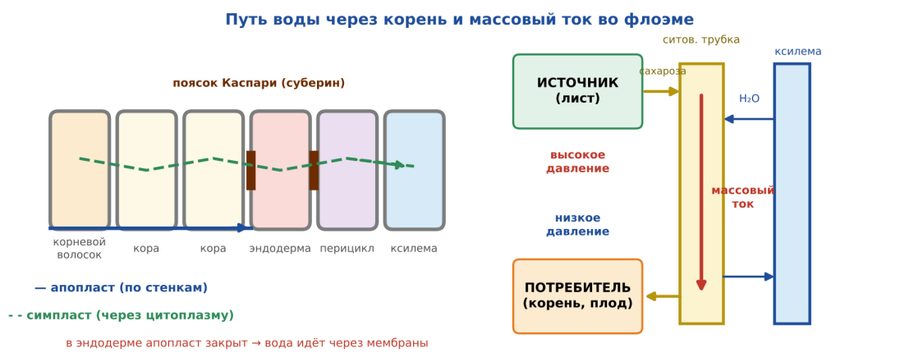 Путь воды через корень и массовый ток во флоэме
поясок Каспари (суберин)
корневой
волосок
кора
кора
эндодерма
перицикл
ксилема
— апопласт (по стенкам)
- - симпласт (через цитоплазму)
в эндодерме апопласт закрыт → вода идёт через мембраны
ситов. трубка
ксилема
сахароза
ИСТОЧНИК
(лист)
H₂O
высокое
давление
массовый
ток
низкое
давление
ПОТРЕБИТЕЛЬ
(корень, плод)